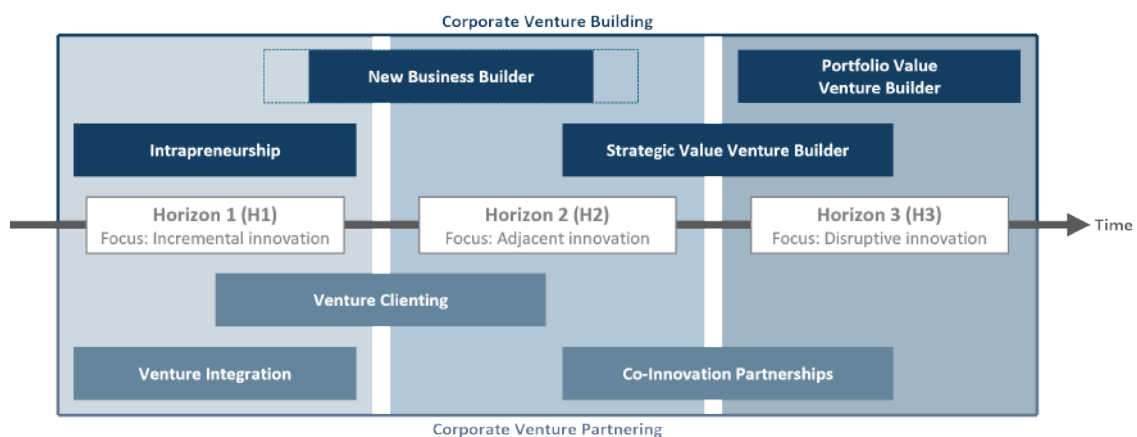 Corporate Venture Building
New Business Builder
Portfolio Value
Venture Builder
Intrapreneurship
Strategic Value Venture Builder
Horizon 1 (H1)
Focus: Incremental innovation
Horizon 2 (H2)
Focus: Adjacent innovation
Horizon 3 (H3)
Focus: Disruptive innovation
Time
Venture Clienting
Venture Integration
Co-Innovation Partnerships
Corporate Venture Partnering